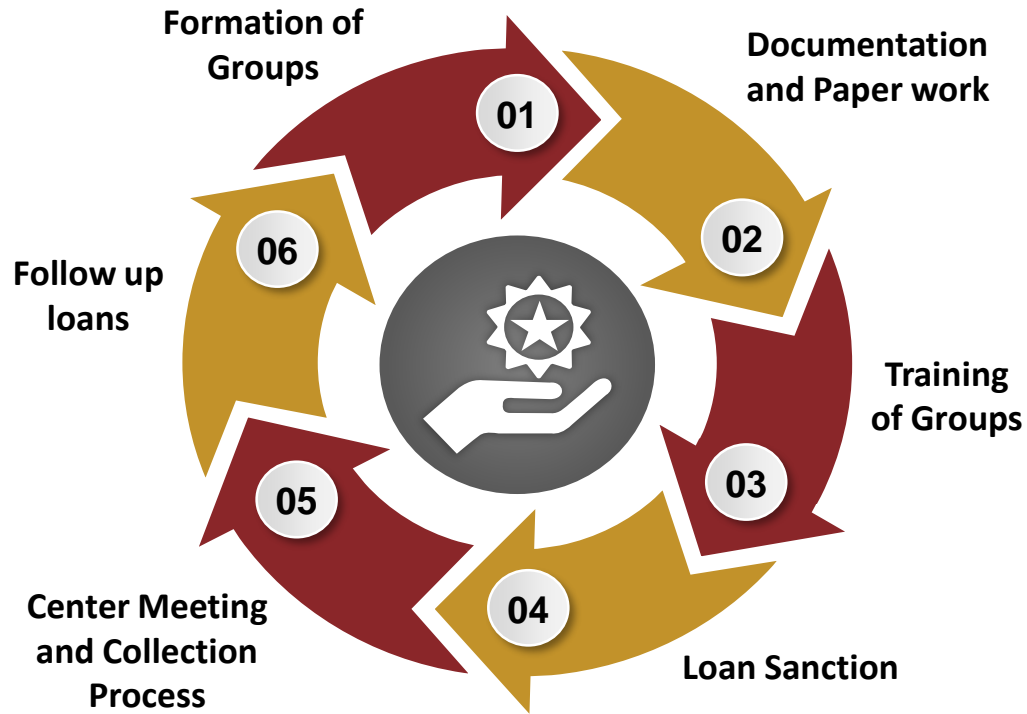 Formation of
Groups
01
Documentation
and Paper work
02
Training
of Groups
03
Loan Sanction
04
Center Meeting
and Collection
Process
05
Follow up
loans
06